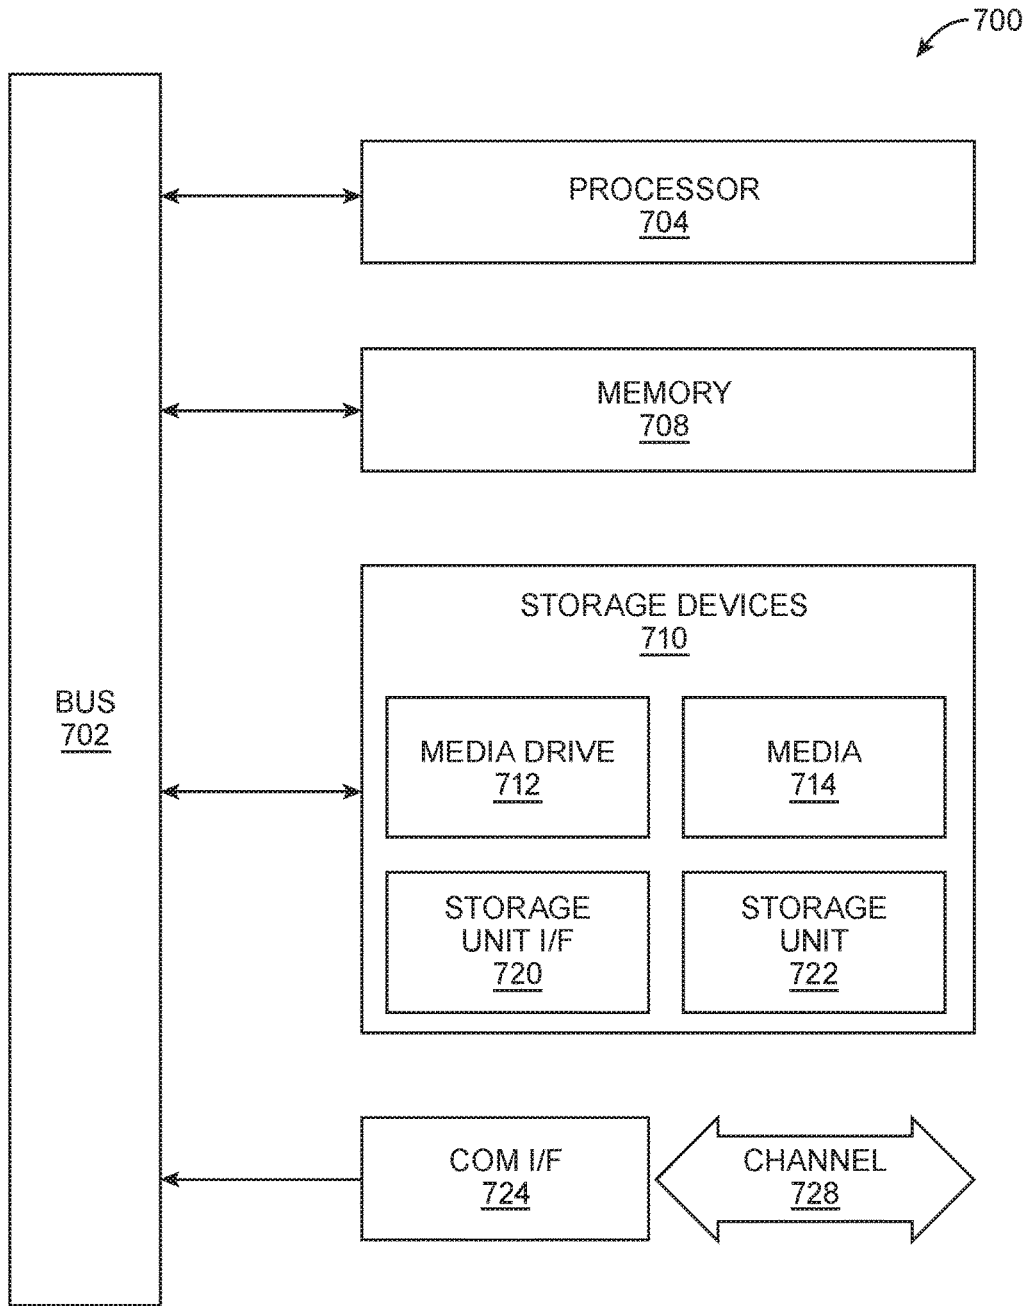 700
PROCESSOR
704
MEMORY
708
STORAGE DEVICES
710
BUS
702
MEDIA DRIVE
712
MEDIA
714
STORAGE
UNIT I/F
720
STORAGE
UNIT
722
COM I/F
724
CHANNEL
728